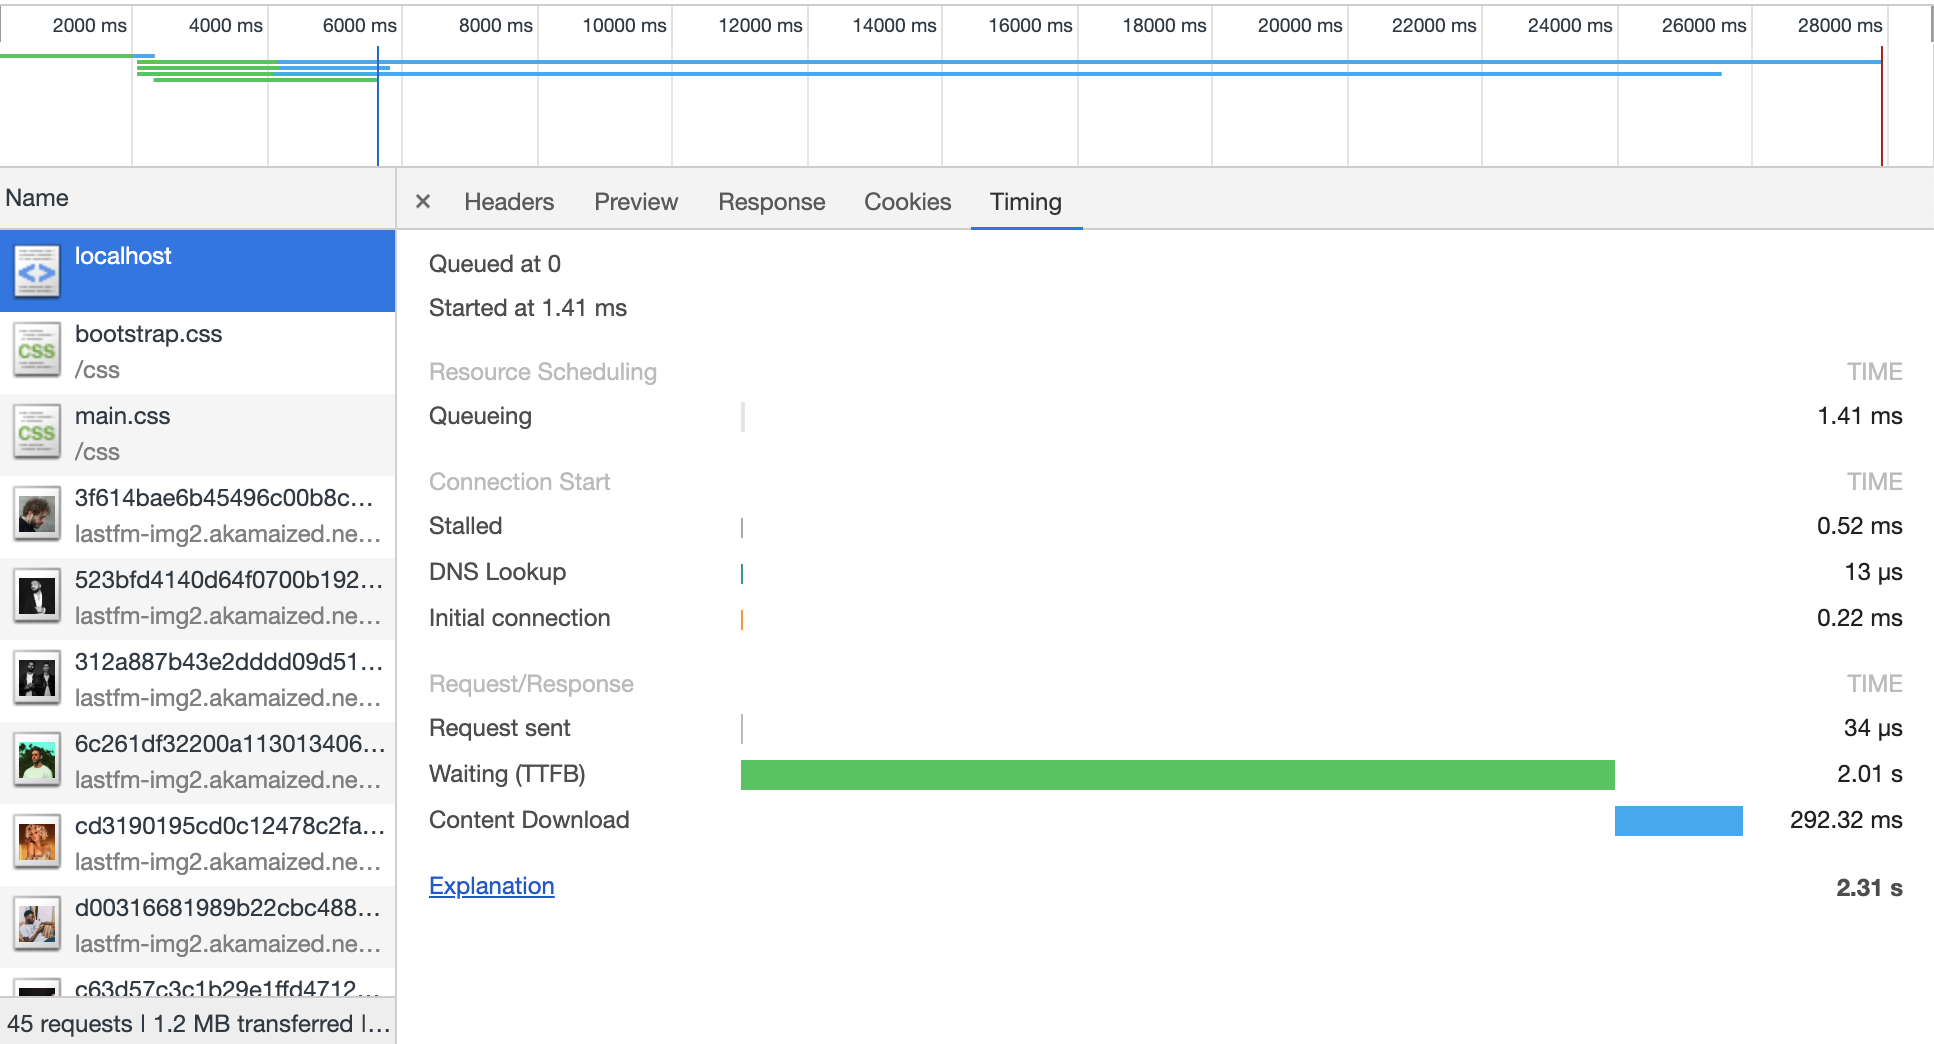 2000 ms 4000 ms 6000 ms 8000 ms 10000 ms 12000 ms 14000 ms 16000 ms 18000 ms 20000 ms 22000 ms 24000 ms 26000 ms 28000 ms
Name
× Headers Preview Response Cookies Timing
localhost
bootstrap.css
/css
main.css
/css
3f614bae6b45496c00b8c...
lastfm-img2.akamaized.ne...
523bfd4140d64f0700b192...
lastfm-img2.akamaized.ne...
312a887b43e2dddd09d51...
lastfm-img2.akamaized.ne...
6c261df32200a113013406...
lastfm-img2.akamaized.ne...
cd3190195cd0c12478c2fa...
lastfm-img2.akamaized.ne...
d00316681989b22cbc488...
lastfm-img2.akamaized.ne...
c63d57c3c1b29e1ffd4712...
45 requests | 1.2 MB transferred |...
Queued at 0
Started at 1.41 ms
Resource Scheduling TIME
Queueing 1.41 ms
Connection Start TIME
Stalled 0.52 ms
DNS Lookup 13 µs
Initial connection 0.22 ms
Request/Response TIME
Request sent 34 µs
Waiting (TTFB) 2.01 s
Content Download 292.32 ms
Explanation 2.31 s